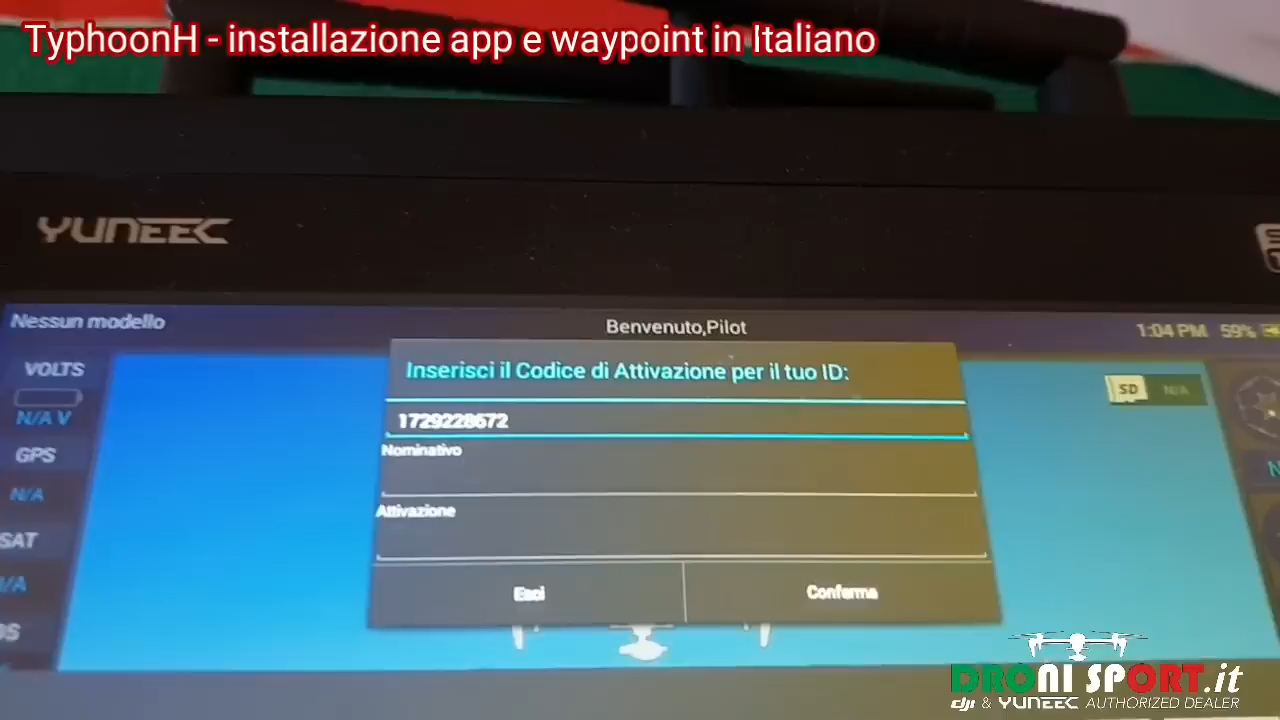 TyphoonH - installazione app e waypoint in Italiano
YUNEEC
Nessun modello
Benvenuto,Pilot
1:04 PM 59%
VOLTS
N/A V
GPS
N/A
SAT
Inserisci il Codice di Attivazione per il tuo ID:
1729228672
Nominativo
Attivazione
Esci
Conferma
SD N/A
DRONI SPORT.it
dji & YUNEEC AUTHORIZED DEALER